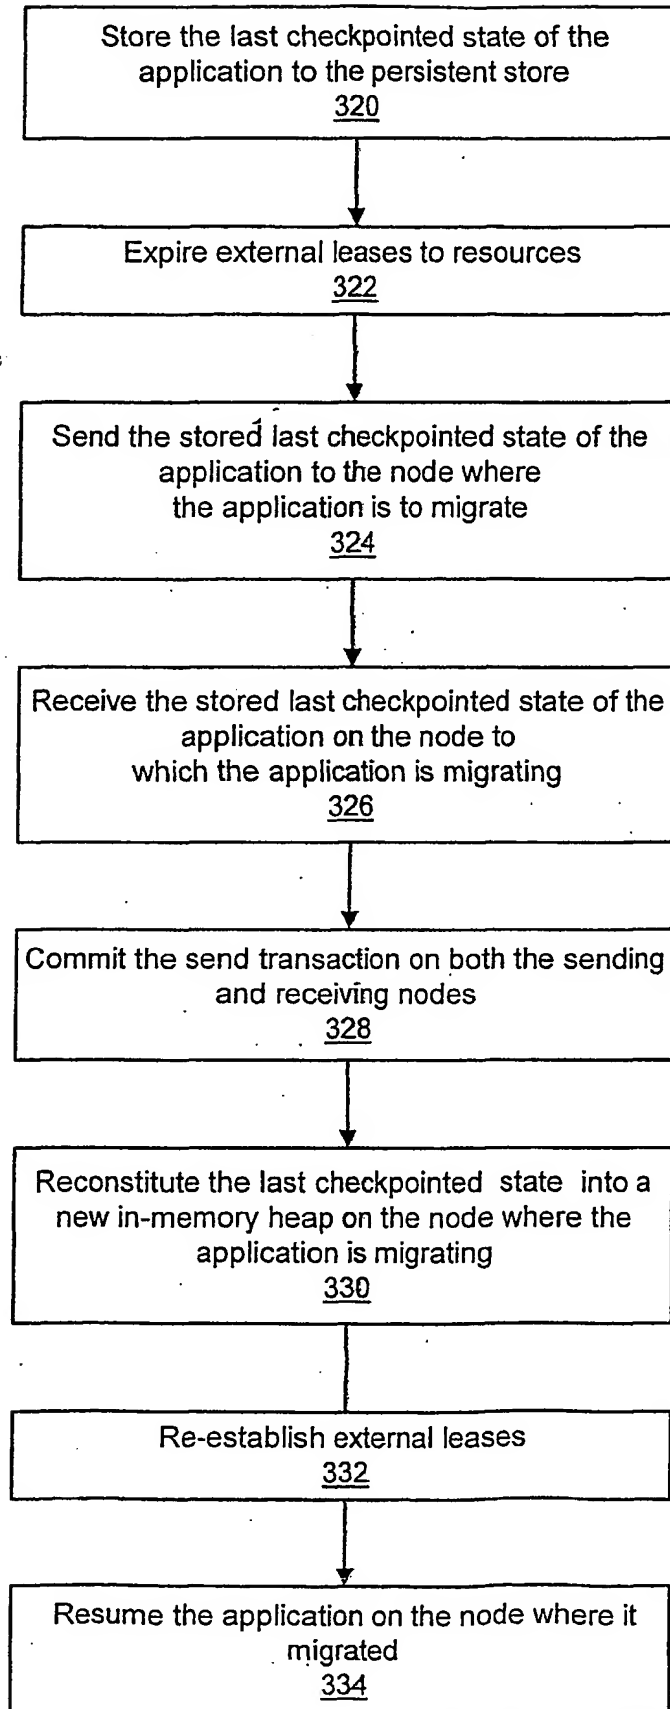 Store the last checkpointed state of the
application to the persistent store
320
Expire external leases to resources
322
Send the stored last checkpointed state of the
application to the node where
the application is to migrate
324
Receive the stored last checkpointed state of the
application on the node to
which the application is migrating
326
Commit the send transaction on both the sending
and receiving nodes
328
Reconstitute the last checkpointed state into a
new in-memory heap on the node where the
application is migrating
330
Re-establish external leases
332
Resume the application on the node where it
migrated
334